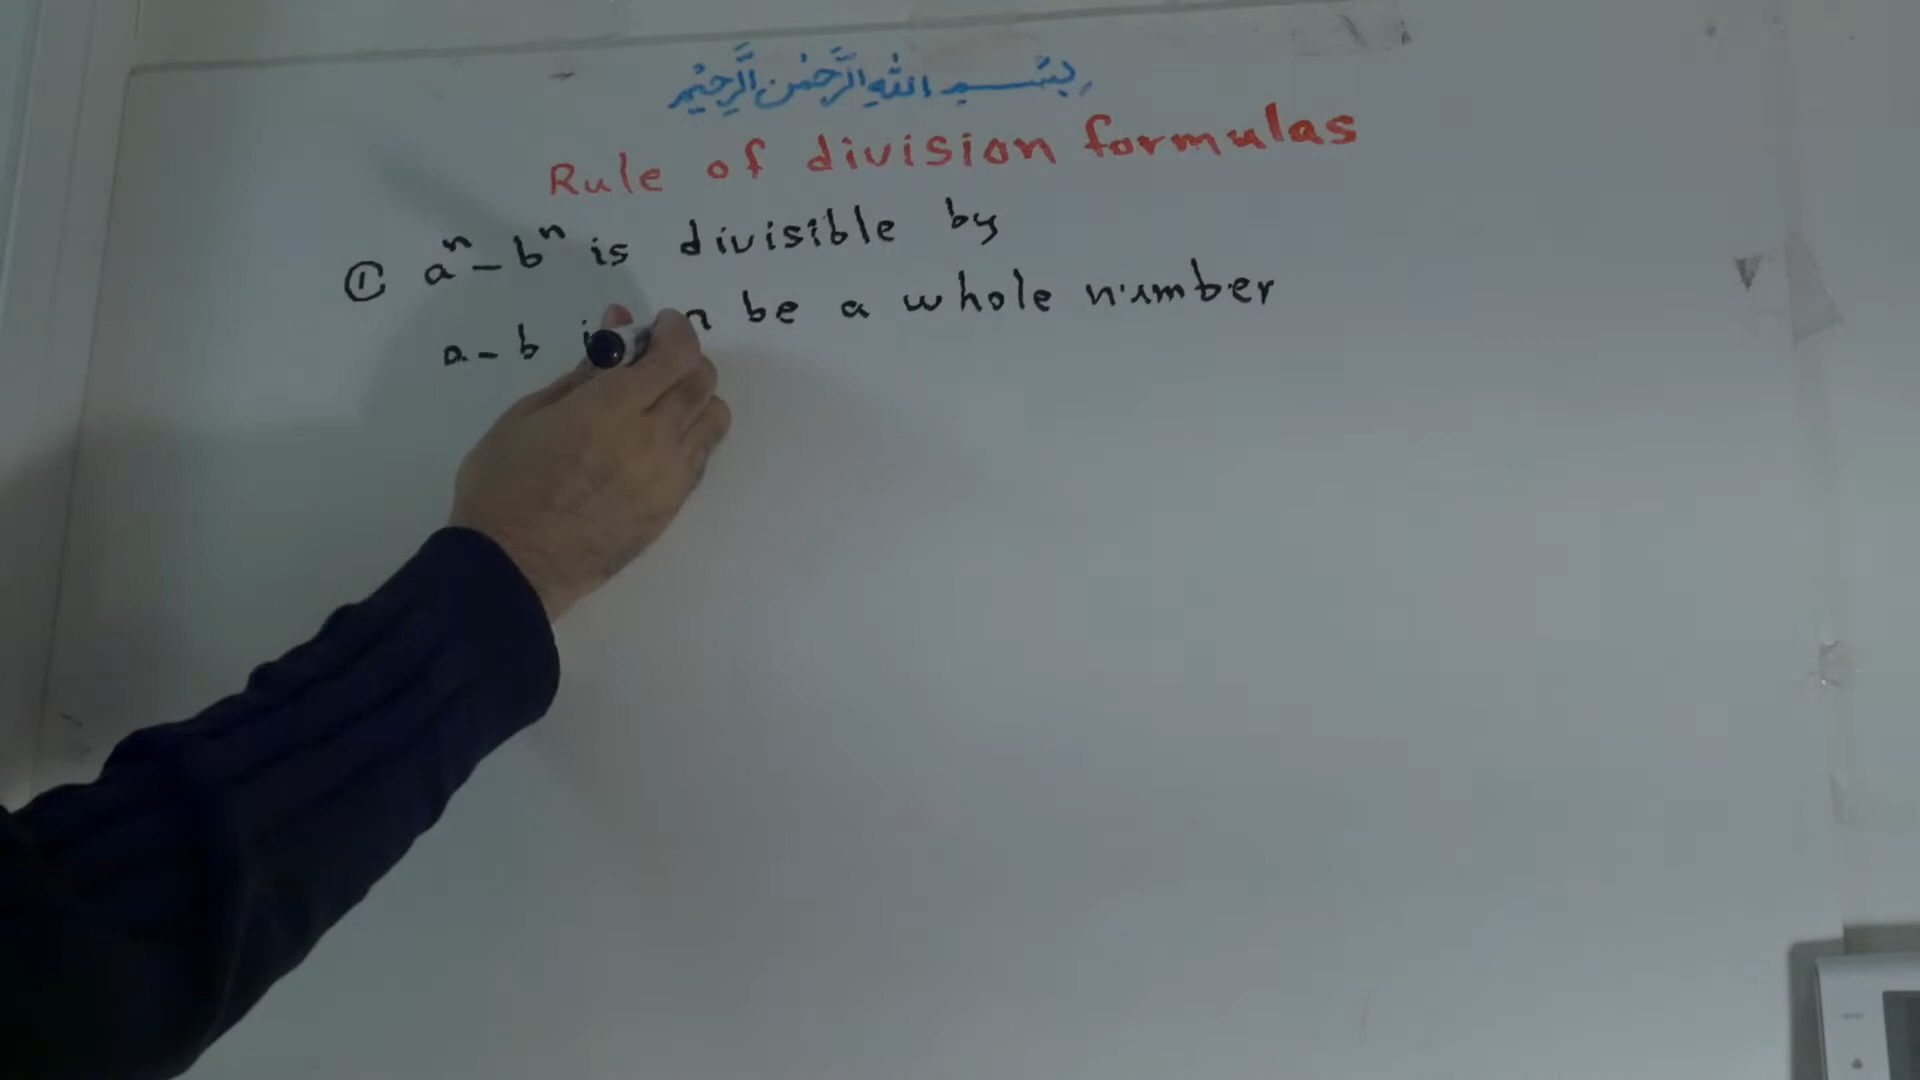 بِسْمِ اللهِ الرَّحْمٰنِ الرَّحِيْمِ
Rule of division formulas
① aⁿ - bⁿ is divisible by
a - b n be a whole number